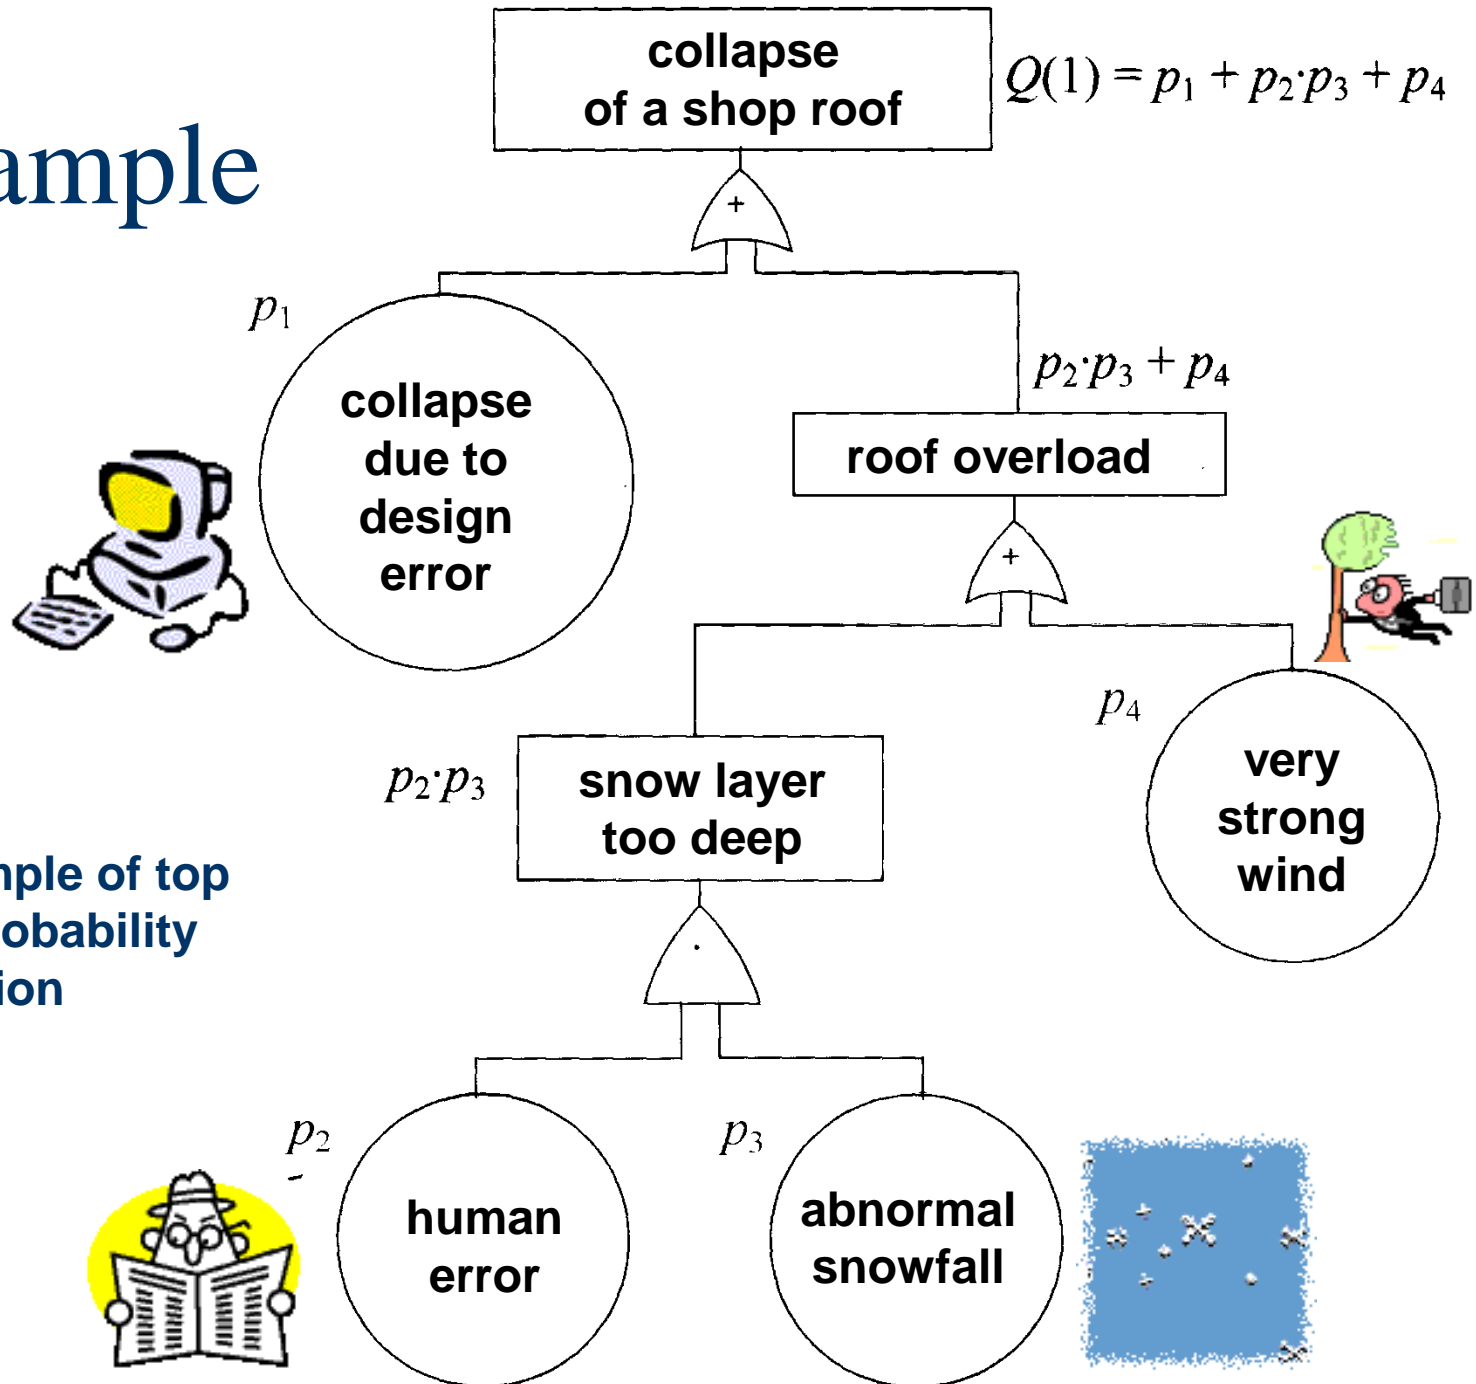 collapse
of a shop roof
Q(1) = p₁ + p₂·p₃ + p₄
ample
+
p₁
collapse
due to
design
error
p₂·p₃ + p₄
roof overload
+
p₄
very
strong
wind
p₂·p₃
snow layer
too deep
mple of top
obability
ion
·
p₂
human
error
p₃
abnormal
snowfall